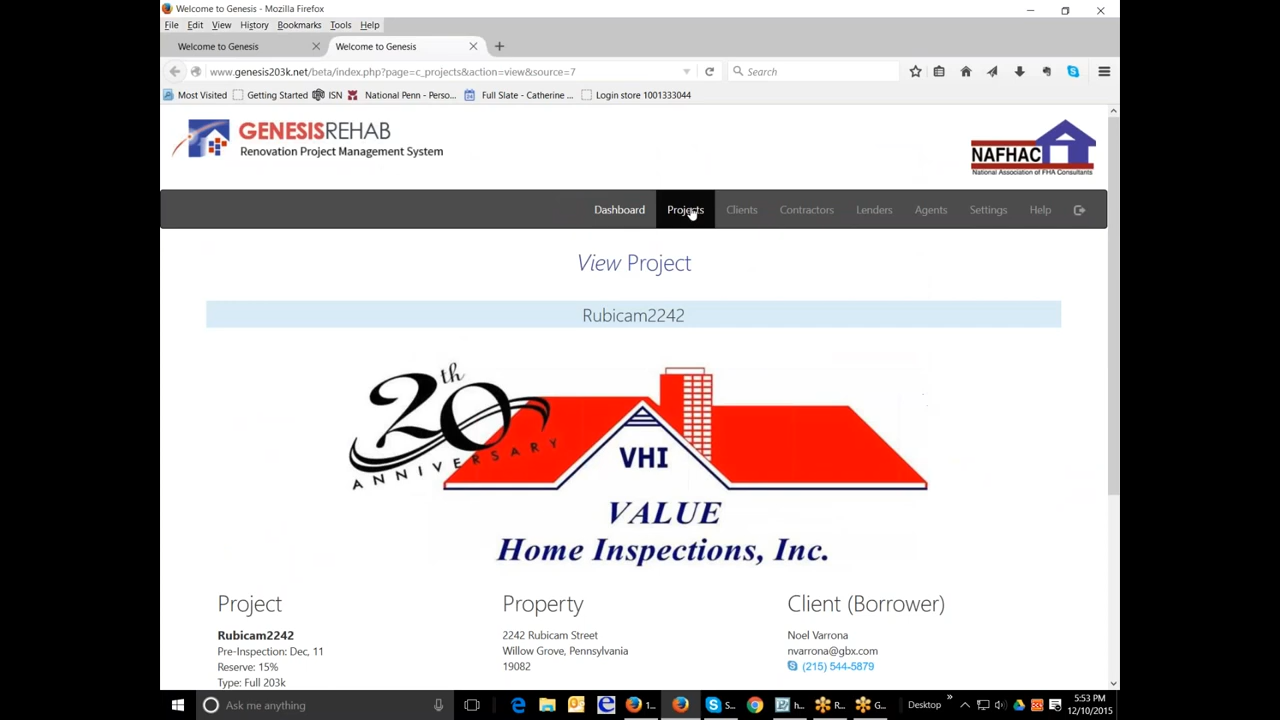 Welcome to Genesis - Mozilla Firefox
File Edit View History Bookmarks Tools Help
Welcome to Genesis
Welcome to Genesis
www.genesis203k.net/beta/index.php?page=c_projects&action=view&source=7
Search
Most Visited Getting Started ISN National Penn - Perso... Full Slate - Catherine ... Login store 1001333044
GENESISREHAB
Renovation Project Management System
NAFHAC
National Association of FHA Consultants
Dashboard Projects Clients Contractors Lenders Agents Settings Help
View Project
Rubicam2242
20th
ANNIVERSARY
VHI
VALUE
Home Inspections, Inc.
Project
Rubicam2242
Pre-Inspection: Dec, 11
Reserve: 15%
Type: Full 203k
Property
2242 Rubicam Street
Willow Grove, Pennsylvania
19082
Client (Borrower)
Noel Varrona
nvarrona@gbx.com
(215) 544-5879
Ask me anything
1... S... h... R... G... Desktop
5:53 PM
12/10/2015